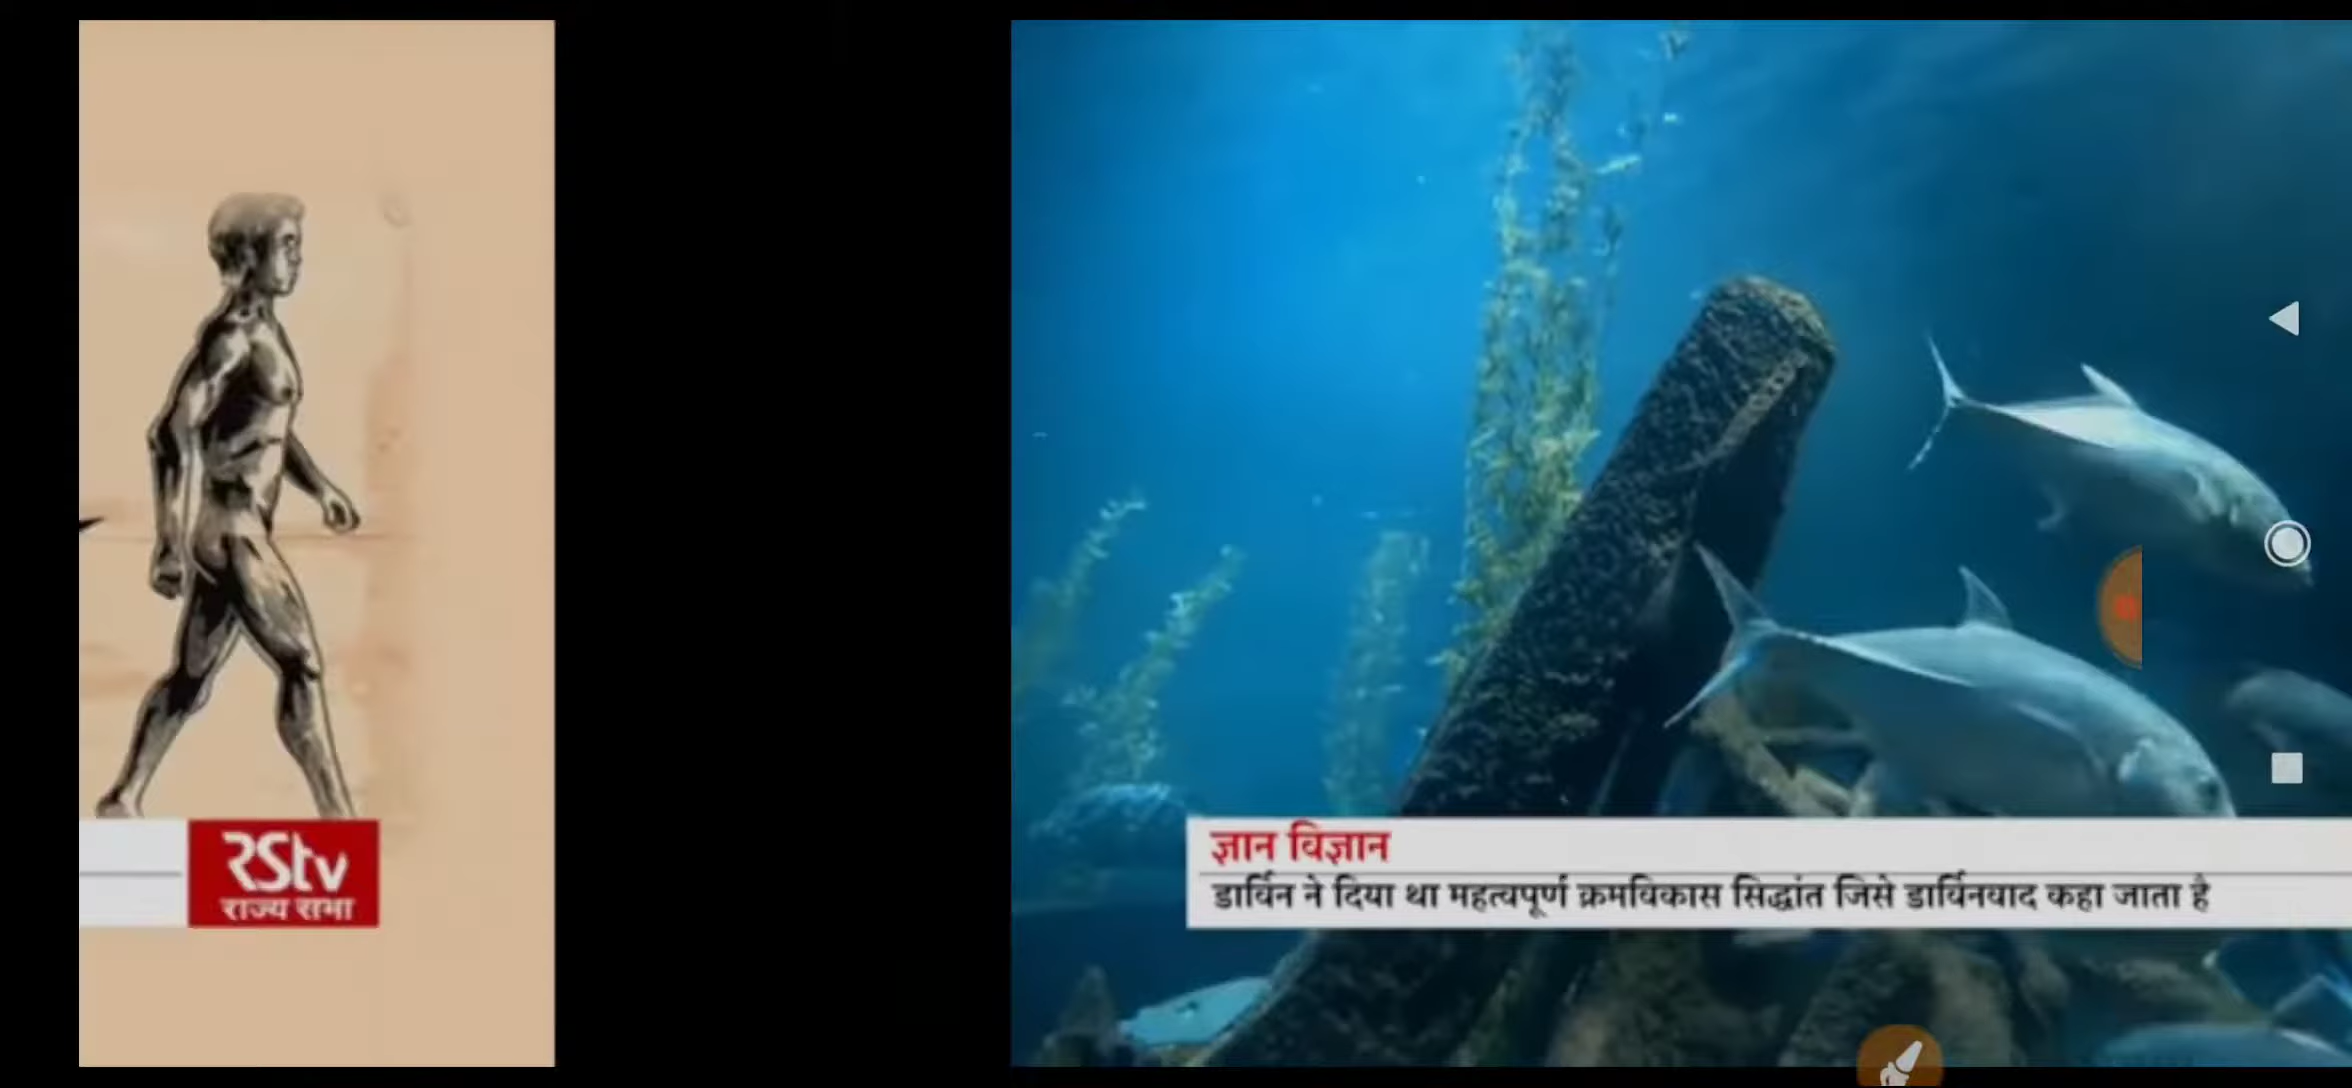 RSTV
राज्य सभा
ज्ञान विज्ञान
डार्विन ने दिया था महत्वपूर्ण क्रमविकास सिद्धांत जिसे डार्विनवाद कहा जाता है